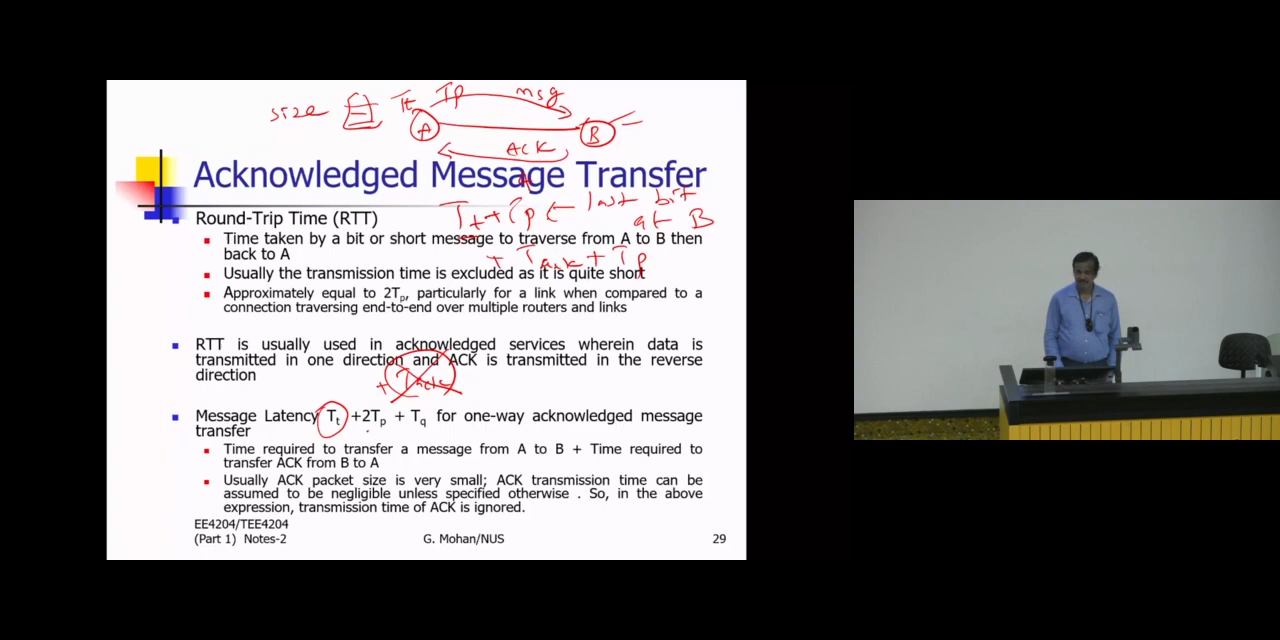 size Tt Tp msg
A B
ACK
Acknowledged Message Transfer
Tt + Tp ← last bit at B
+ Tack + Tp
Round-Trip Time (RTT)
Time taken by a bit or short message to traverse from A to B then
back to A
Usually the transmission time is excluded as it is quite short
Approximately equal to 2Tp, particularly for a link when compared to a
connection traversing end-to-end over multiple routers and links
RTT is usually used in acknowledged services wherein data is
transmitted in one direction and ACK is transmitted in the reverse
direction
+ Tack
Message Latency Tt +2Tp + Tq for one-way acknowledged message
transfer
Time required to transfer a message from A to B + Time required to
transfer ACK from B to A
Usually ACK packet size is very small; ACK transmission time can be
assumed to be negligible unless specified otherwise . So, in the above
expression, transmission time of ACK is ignored.
EE4204/TEE4204
(Part 1) Notes-2 G. Mohan/NUS 29